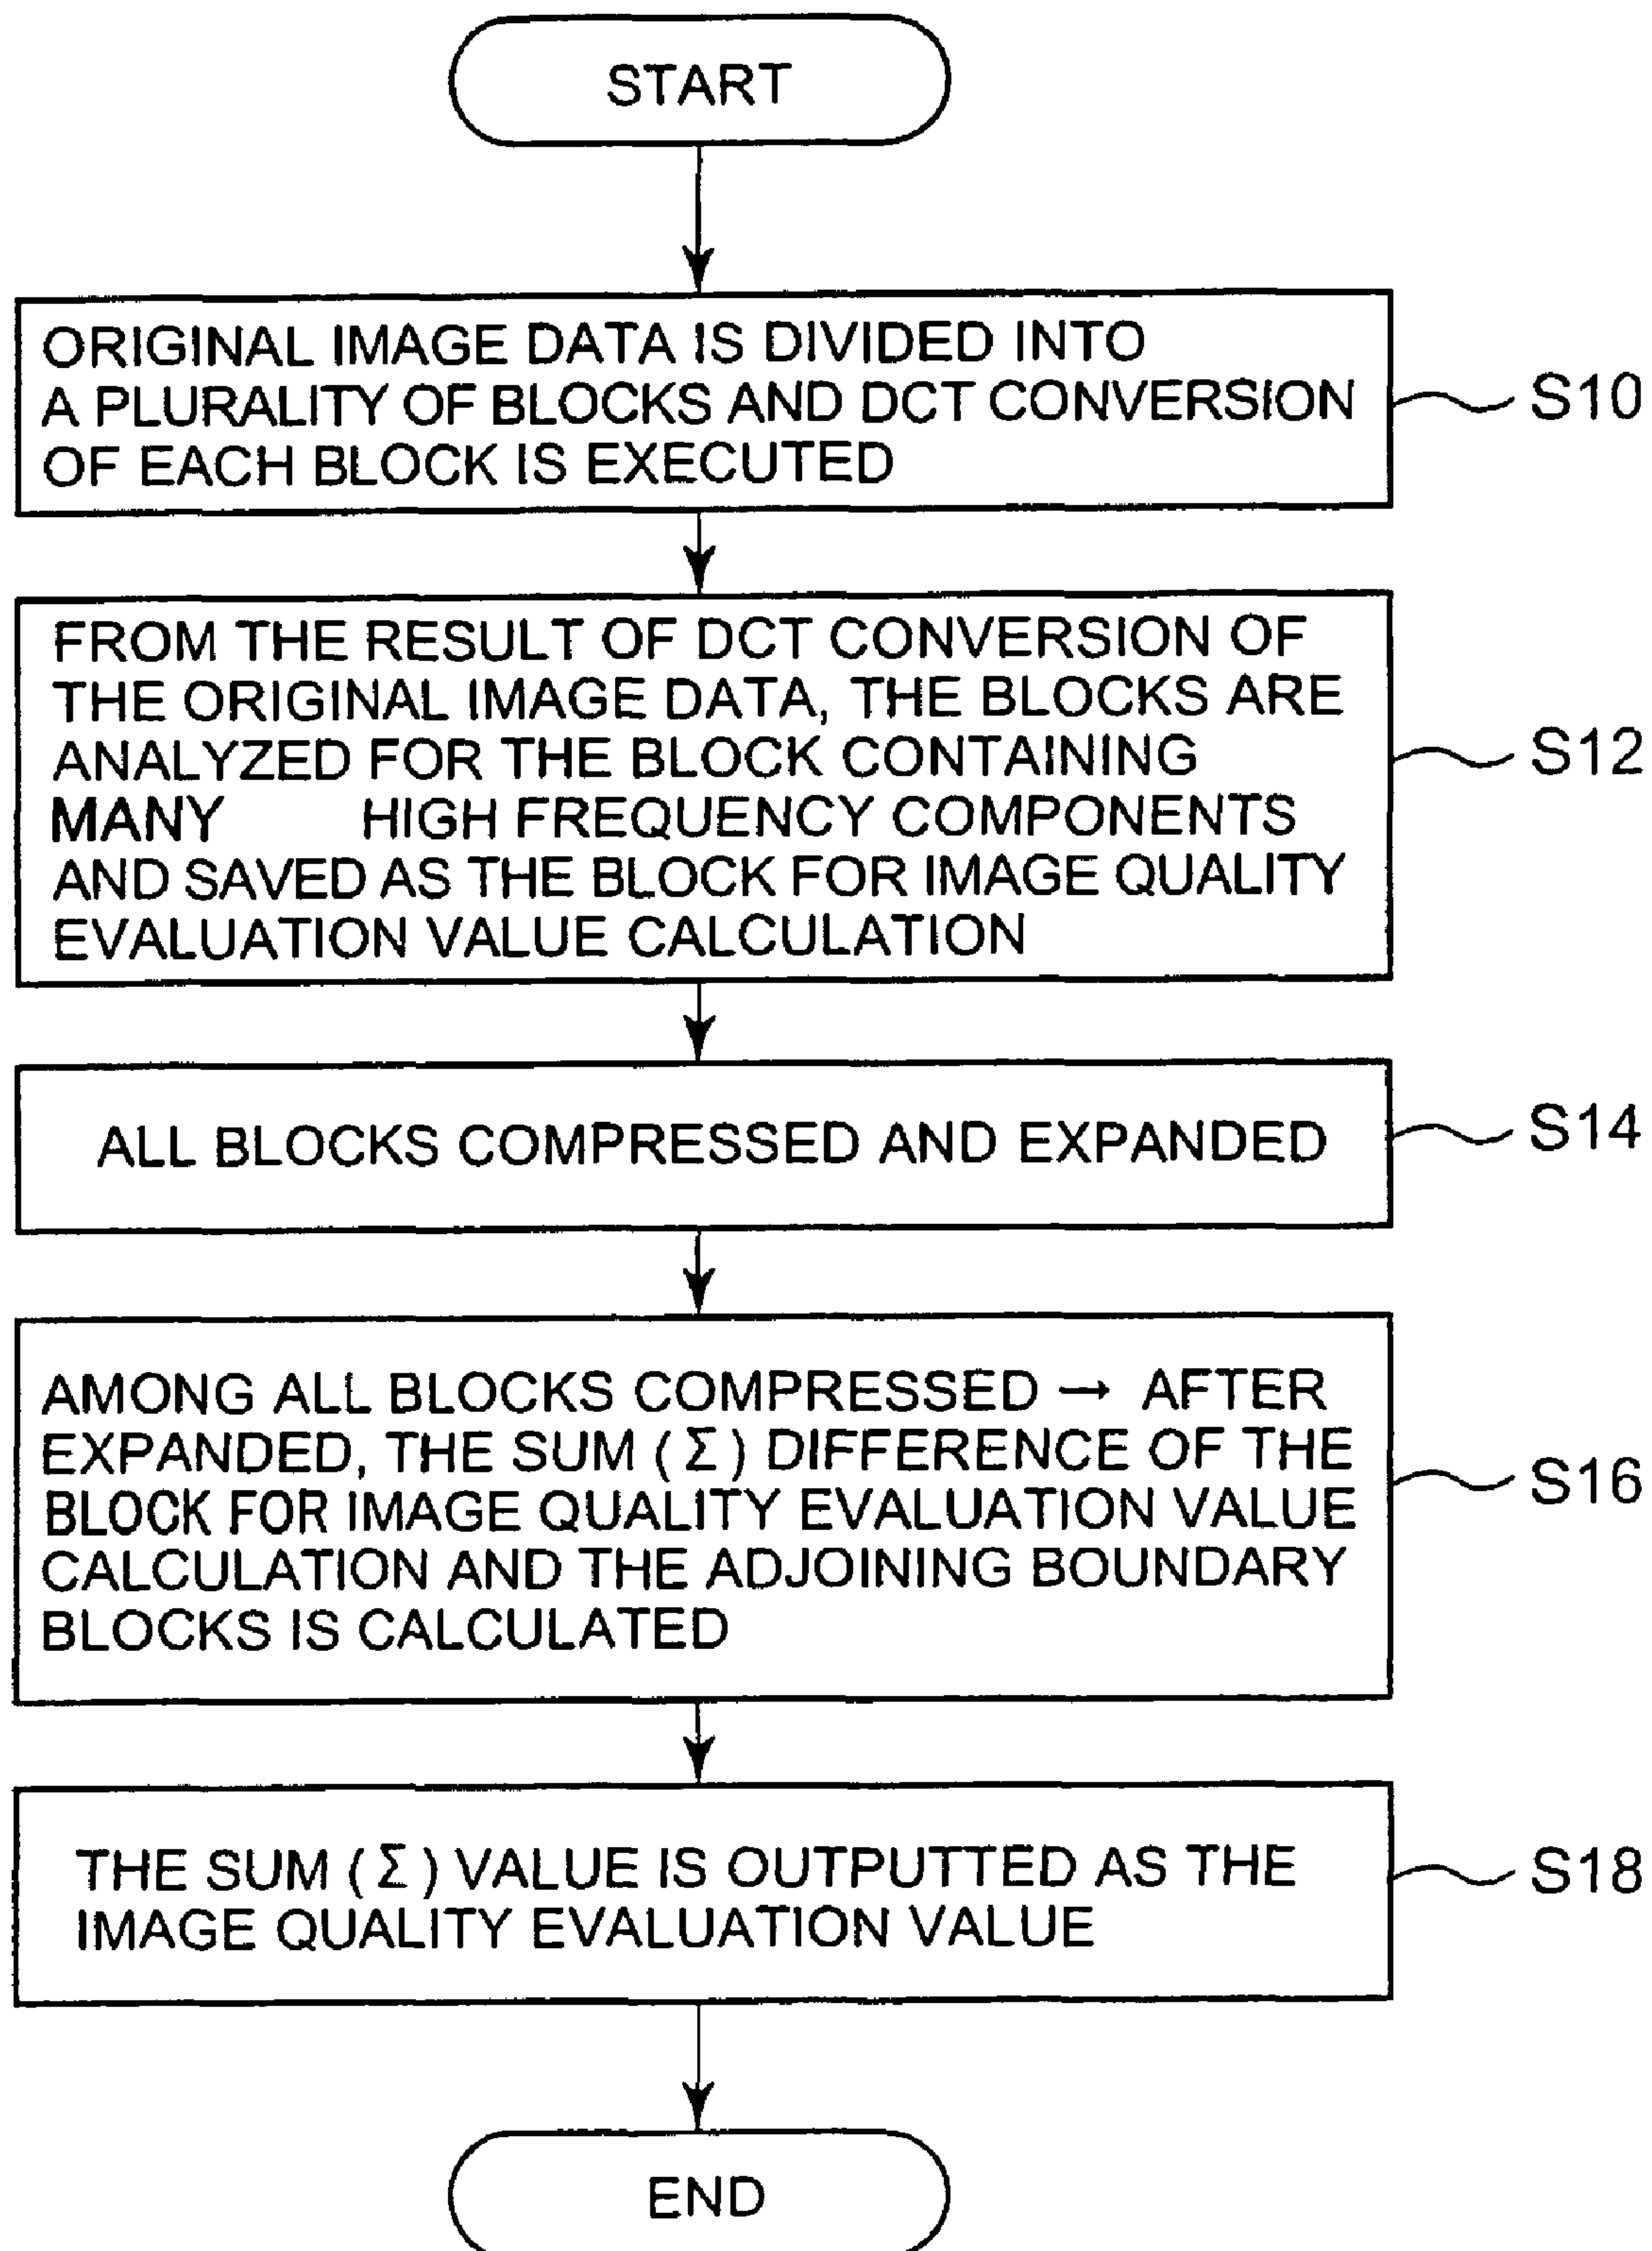 START
ORIGINAL IMAGE DATA IS DIVIDED INTO
A PLURALITY OF BLOCKS AND DCT CONVERSION
OF EACH BLOCK IS EXECUTED
S10
FROM THE RESULT OF DCT CONVERSION OF
THE ORIGINAL IMAGE DATA, THE BLOCKS ARE
ANALYZED FOR THE BLOCK CONTAINING
MANY HIGH FREQUENCY COMPONENTS
AND SAVED AS THE BLOCK FOR IMAGE QUALITY
EVALUATION VALUE CALCULATION
S12
ALL BLOCKS COMPRESSED AND EXPANDED
S14
AMONG ALL BLOCKS COMPRESSED → AFTER
EXPANDED, THE SUM (Σ) DIFFERENCE OF THE
BLOCK FOR IMAGE QUALITY EVALUATION VALUE
CALCULATION AND THE ADJOINING BOUNDARY
BLOCKS IS CALCULATED
S16
THE SUM (Σ) VALUE IS OUTPUTTED AS THE
IMAGE QUALITY EVALUATION VALUE
S18
END